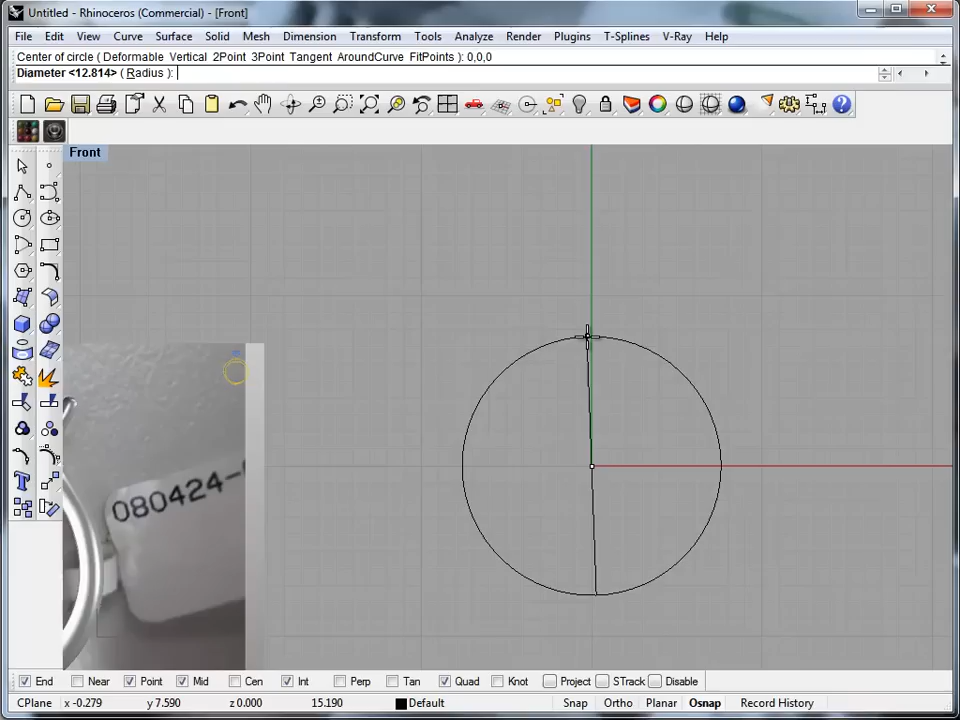 Untitled - Rhinoceros (Commercial) - [Front]
File Edit View Curve Surface Solid Mesh Dimension Transform Tools Analyze Render Plugins T-Splines V-Ray Help
Center of circle ( Deformable Vertical 2Point 3Point Tangent AroundCurve FitPoints ): 0,0,0
Diameter <12.814> ( Radius ):
Front
080424-
End Near Point Mid Cen Int Perp Tan Quad Knot Project STrack Disable
CPlane x -0.279 y 7.590 z 0.000 15.190 Default Snap Ortho Planar Osnap Record History